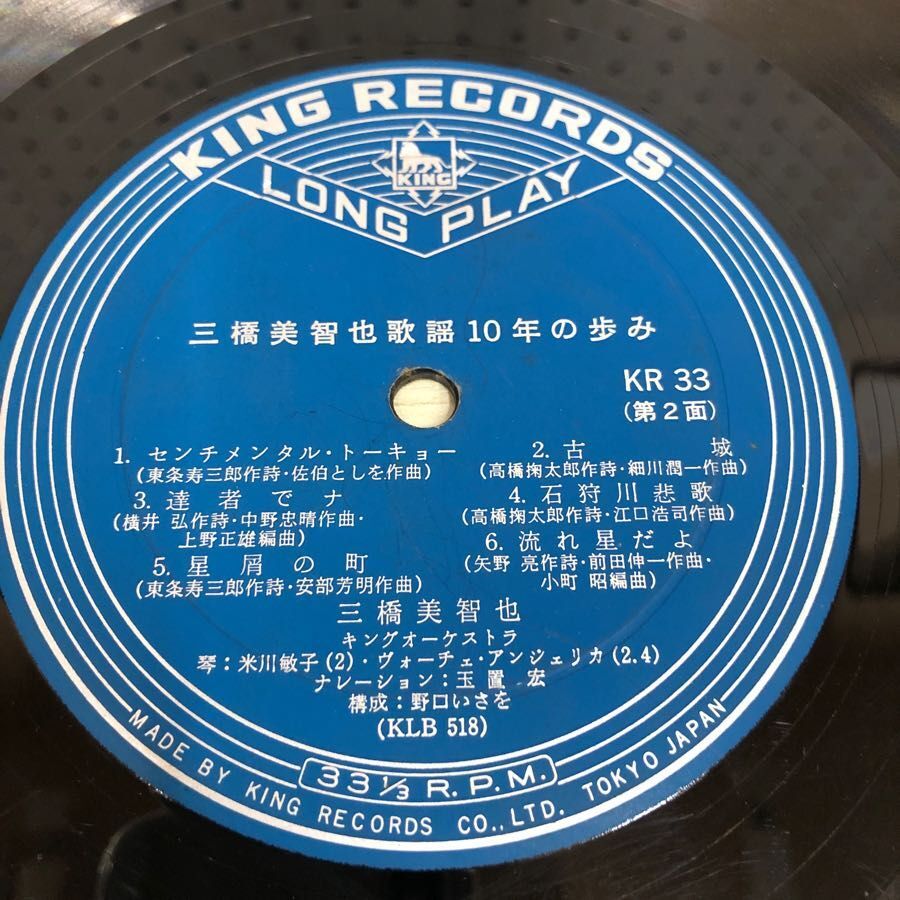 KING RECORDS
KING
LONG PLAY
三橋美智也歌謡10年の歩み
KR 33
(第2面)
1. センチメンタル・トーキョー
(東条寿三郎作詩・佐伯としを作曲)
2. 古城
(高橋掬太郎作詩・細川潤一作曲)
3. 達者でナ
(横井 弘作詩・中野忠晴作曲・
上野正雄編曲)
4. 石狩川悲歌
(高橋掬太郎作詩・江口浩司作曲)
5. 星屑の町
(東条寿三郎作詩・安部芳明作曲)
6. 流れ星だよ
(矢野 亮作詩・前田伸一作曲・
小町 昭編曲)
三橋美智也
キングオーケストラ
琴:米川敏子(2)・ヴォーチェ・アンジェリカ(2.4)
ナレーション:玉置 宏
構成:野口いさを
(KLB 518)
33 1/3 R.P.M.
MADE BY KING RECORDS CO., LTD. TOKYO JAPAN